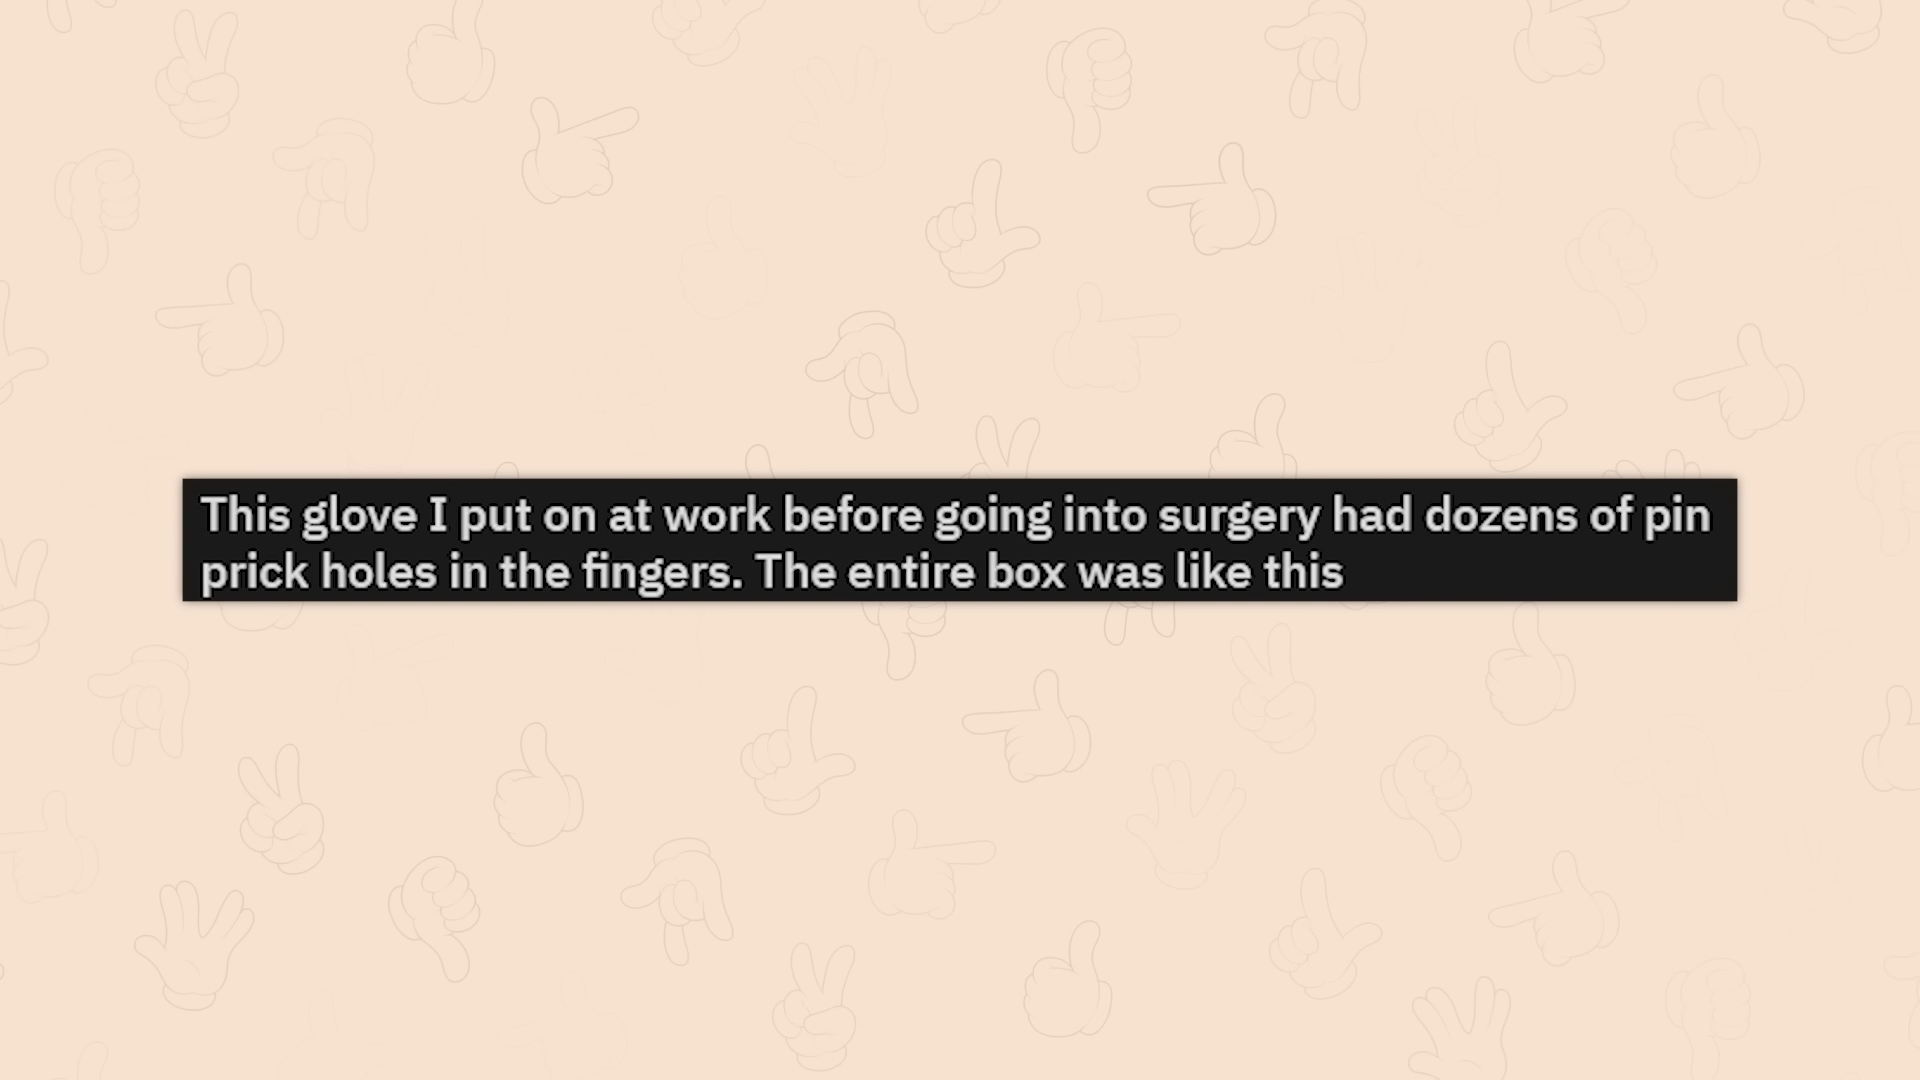 This glove I put on at work before going into surgery had dozens of pin
prick holes in the fingers. The entire box was like this